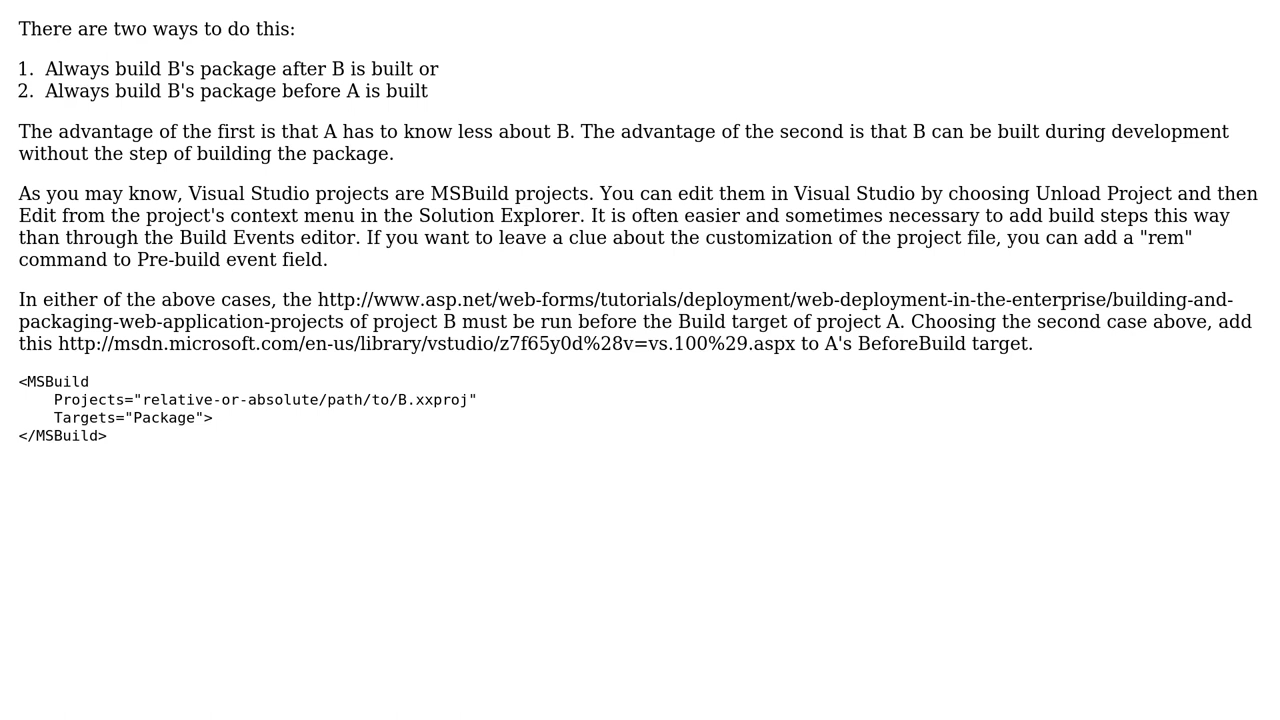 There are two ways to do this:
1. Always build B's package after B is built or
2. Always build B's package before A is built
The advantage of the first is that A has to know less about B. The advantage of the second is that B can be built during development
without the step of building the package.
As you may know, Visual Studio projects are MSBuild projects. You can edit them in Visual Studio by choosing Unload Project and then
Edit from the project's context menu in the Solution Explorer. It is often easier and sometimes necessary to add build steps this way
than through the Build Events editor. If you want to leave a clue about the customization of the project file, you can add a "rem"
command to Pre-build event field.
In either of the above cases, the http://www.asp.net/web-forms/tutorials/deployment/web-deployment-in-the-enterprise/building-and-
packaging-web-application-projects of project B must be run before the Build target of project A. Choosing the second case above, add
this http://msdn.microsoft.com/en-us/library/vstudio/z7f65y0d%28v=vs.100%29.aspx to A's BeforeBuild target.
<MSBuild
    Projects="relative-or-absolute/path/to/B.xxproj"
    Targets="Package">
</MSBuild>